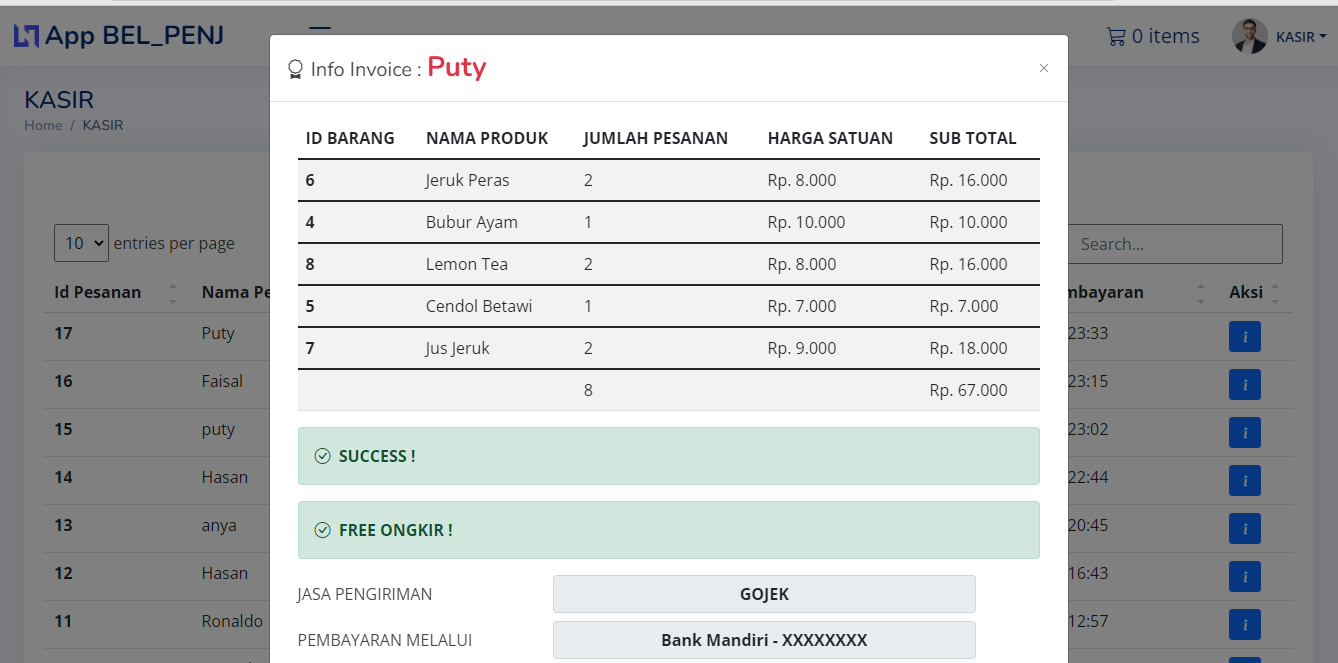 App BEL_PENJ
0 items
KASIR
Info Invoice : Puty
×
KASIR
Home / KASIR
ID BARANG NAMA PRODUK JUMLAH PESANAN HARGA SATUAN SUB TOTAL
6 Jeruk Peras 2 Rp. 8.000 Rp. 16.000
4 Bubur Ayam 1 Rp. 10.000 Rp. 10.000
8 Lemon Tea 2 Rp. 8.000 Rp. 16.000
5 Cendol Betawi 1 Rp. 7.000 Rp. 7.000
7 Jus Jeruk 2 Rp. 9.000 Rp. 18.000
8 Rp. 67.000
SUCCESS !
FREE ONGKIR !
JASA PENGIRIMAN GOJEK
PEMBAYARAN MELALUI Bank Mandiri - XXXXXXXX
10 entries per page
Search...
Id Pesanan Nama Pe mbayaran Aksi
17 Puty 23:33 i
16 Faisal 23:15 i
15 puty 23:02 i
14 Hasan 22:44 i
13 anya 20:45 i
12 Hasan 16:43 i
11 Ronaldo 12:57 i